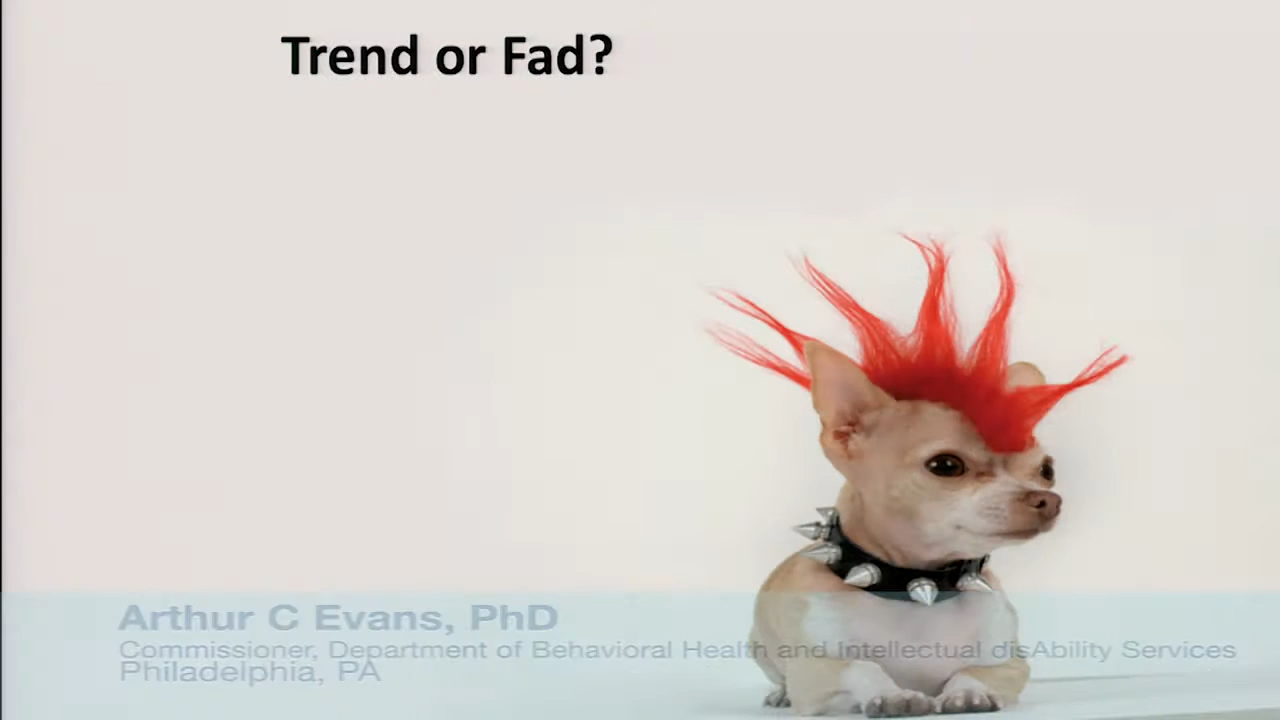 Trend or Fad?
Arthur C Evans, PhD
Commissioner, Department of Behavioral Health and Intellectual disAbility Services
Philadelphia, PA